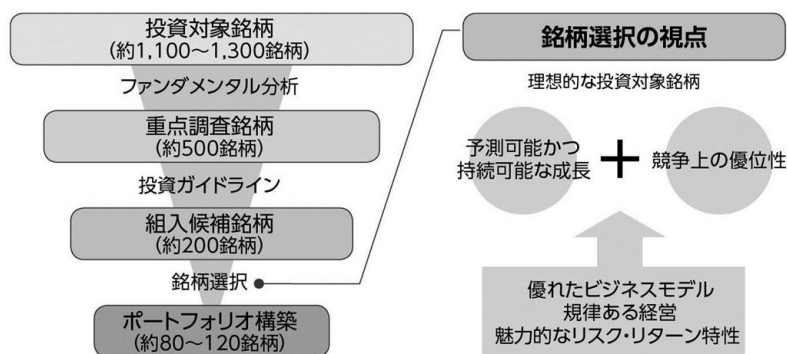 投資対象銘柄
(約1,100～1,300銘柄)
ファンダメンタル分析
重点調査銘柄
(約500銘柄)
投資ガイドライン
組入候補銘柄
(約200銘柄)
銘柄選択
ポートフォリオ構築
(約80～120銘柄)
銘柄選択の視点
理想的な投資対象銘柄
予測可能かつ
持続可能な成長
+
競争上の優位性
優れたビジネスモデル
規律ある経営
魅力的なリスク・リターン特性